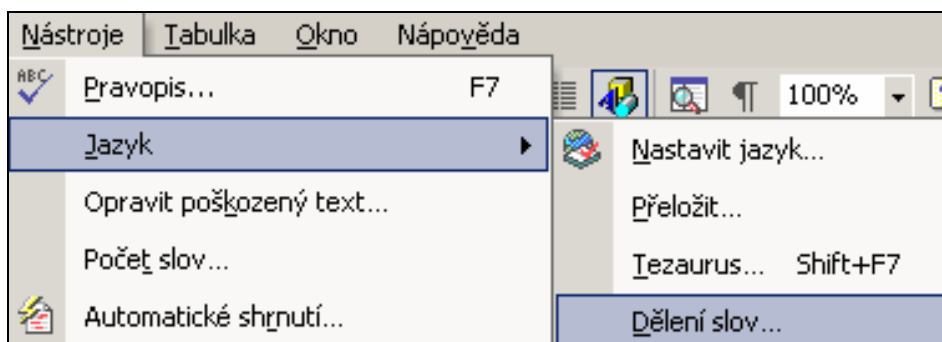 Nástroje Tabulka Okno Nápověda
ABC Pravopis... F7
¶ 100%
Jazyk
Nastavit jazyk...
Opravit poškozený text...
Přeložit...
Počet slov...
Tezaurus... Shift+F7
Automatické shrnutí...
Dělení slov...